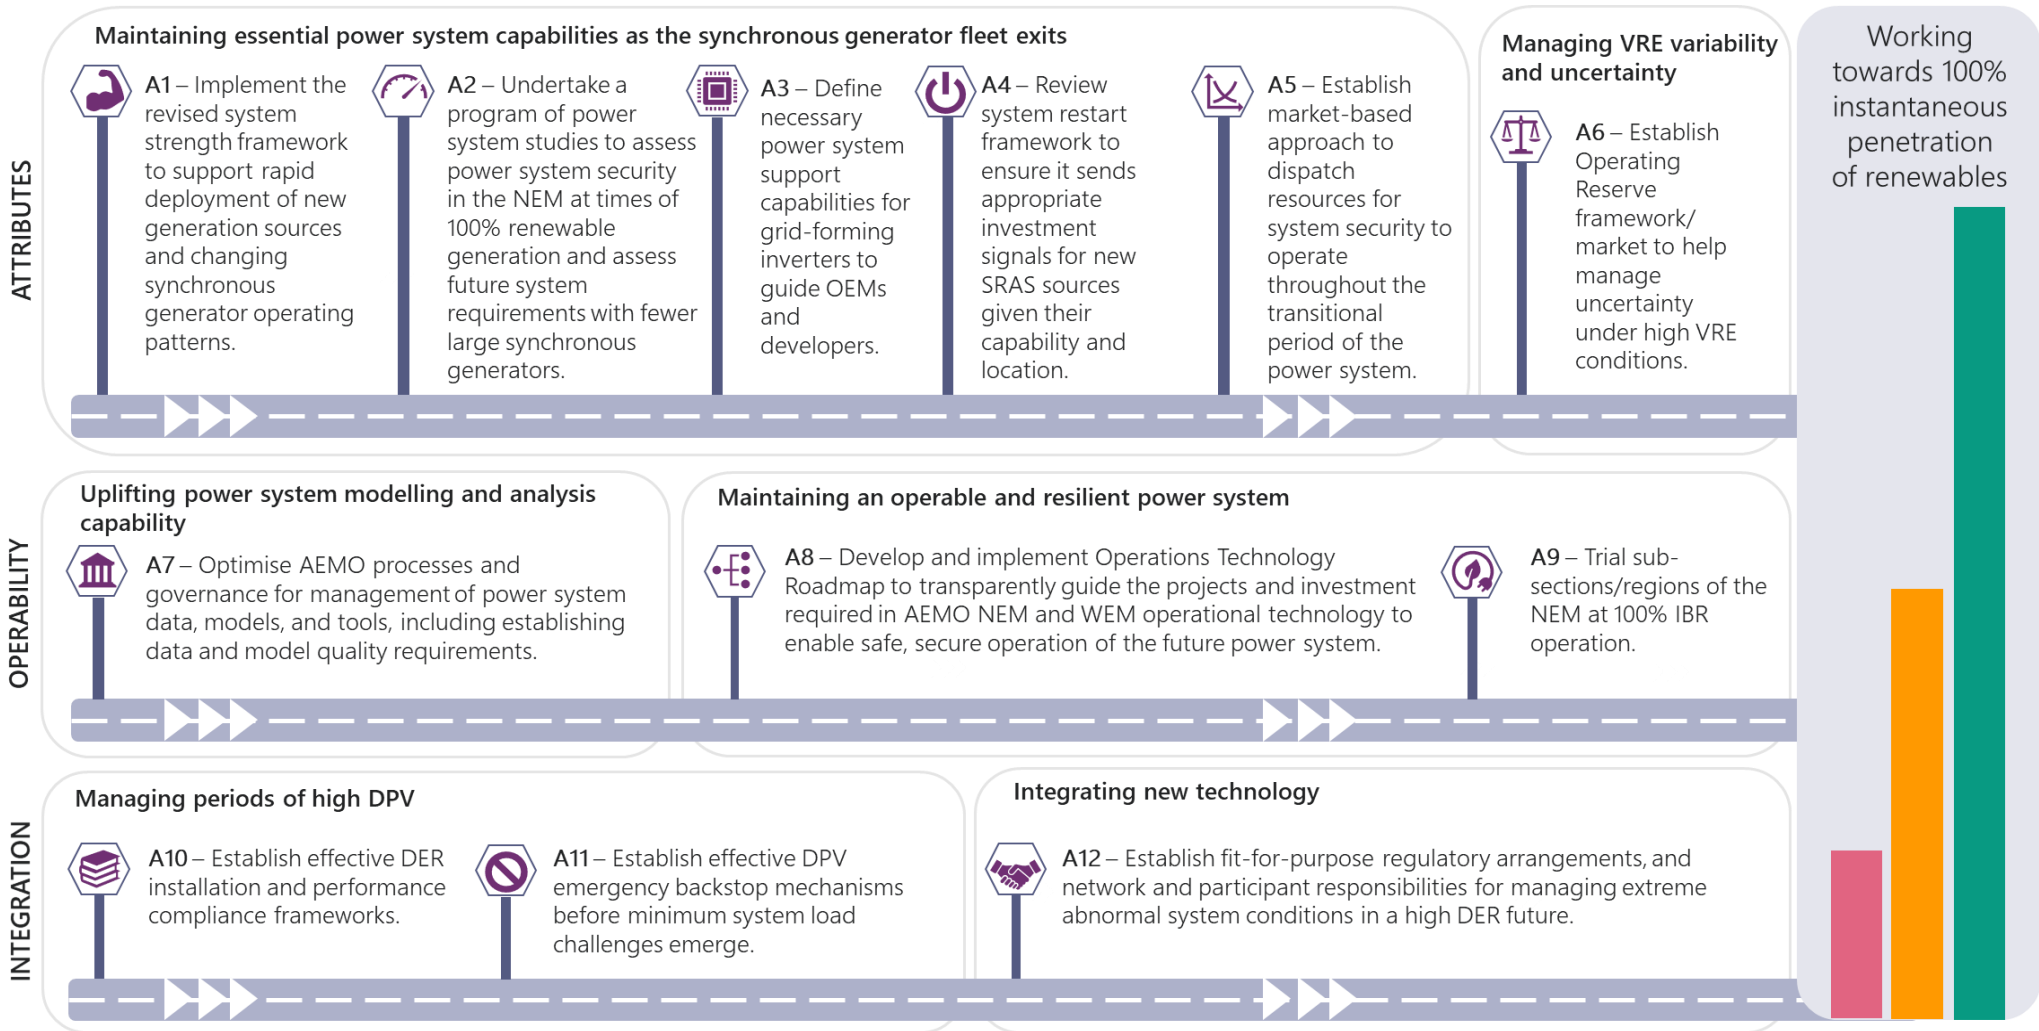 ATTRIBUTES
Maintaining essential power system capabilities as the synchronous generator fleet exits
A1 – Implement the
revised system
strength framework
to support rapid
deployment of new
generation sources
and changing
synchronous
generator operating
patterns.
A2 – Undertake a
program of power
system studies to assess
power system security
in the NEM at times of
100% renewable
generation and assess
future system
requirements with fewer
large synchronous
generators.
A3 – Define
necessary
power system
support
capabilities for
grid-forming
inverters to
guide OEMs
and
developers.
A4 – Review
system restart
framework to
ensure it sends
appropriate
investment
signals for new
SRAS sources
given their
capability and
location.
A5 – Establish
market-based
approach to
dispatch
resources for
system security to
operate
throughout the
transitional
period of the
power system.
Managing VRE variability
and uncertainty
A6 – Establish
Operating
Reserve
framework/
market to help
manage
uncertainty
under high VRE
conditions.
Working
towards 100%
instantaneous
penetration
of renewables
OPERABILITY
Uplifting power system modelling and analysis
capability
A7 – Optimise AEMO processes and
governance for management of power system
data, models, and tools, including establishing
data and model quality requirements.
Maintaining an operable and resilient power system
A8 – Develop and implement Operations Technology
Roadmap to transparently guide the projects and investment
required in AEMO NEM and WEM operational technology to
enable safe, secure operation of the future power system.
A9 – Trial sub-
sections/regions of the
NEM at 100% IBR
operation.
INTEGRATION
Managing periods of high DPV
A10 – Establish effective DER
installation and performance
compliance frameworks.
A11 – Establish effective DPV
emergency backstop mechanisms
before minimum system load
challenges emerge.
Integrating new technology
A12 – Establish fit-for-purpose regulatory arrangements, and
network and participant responsibilities for managing extreme
abnormal system conditions in a high DER future.